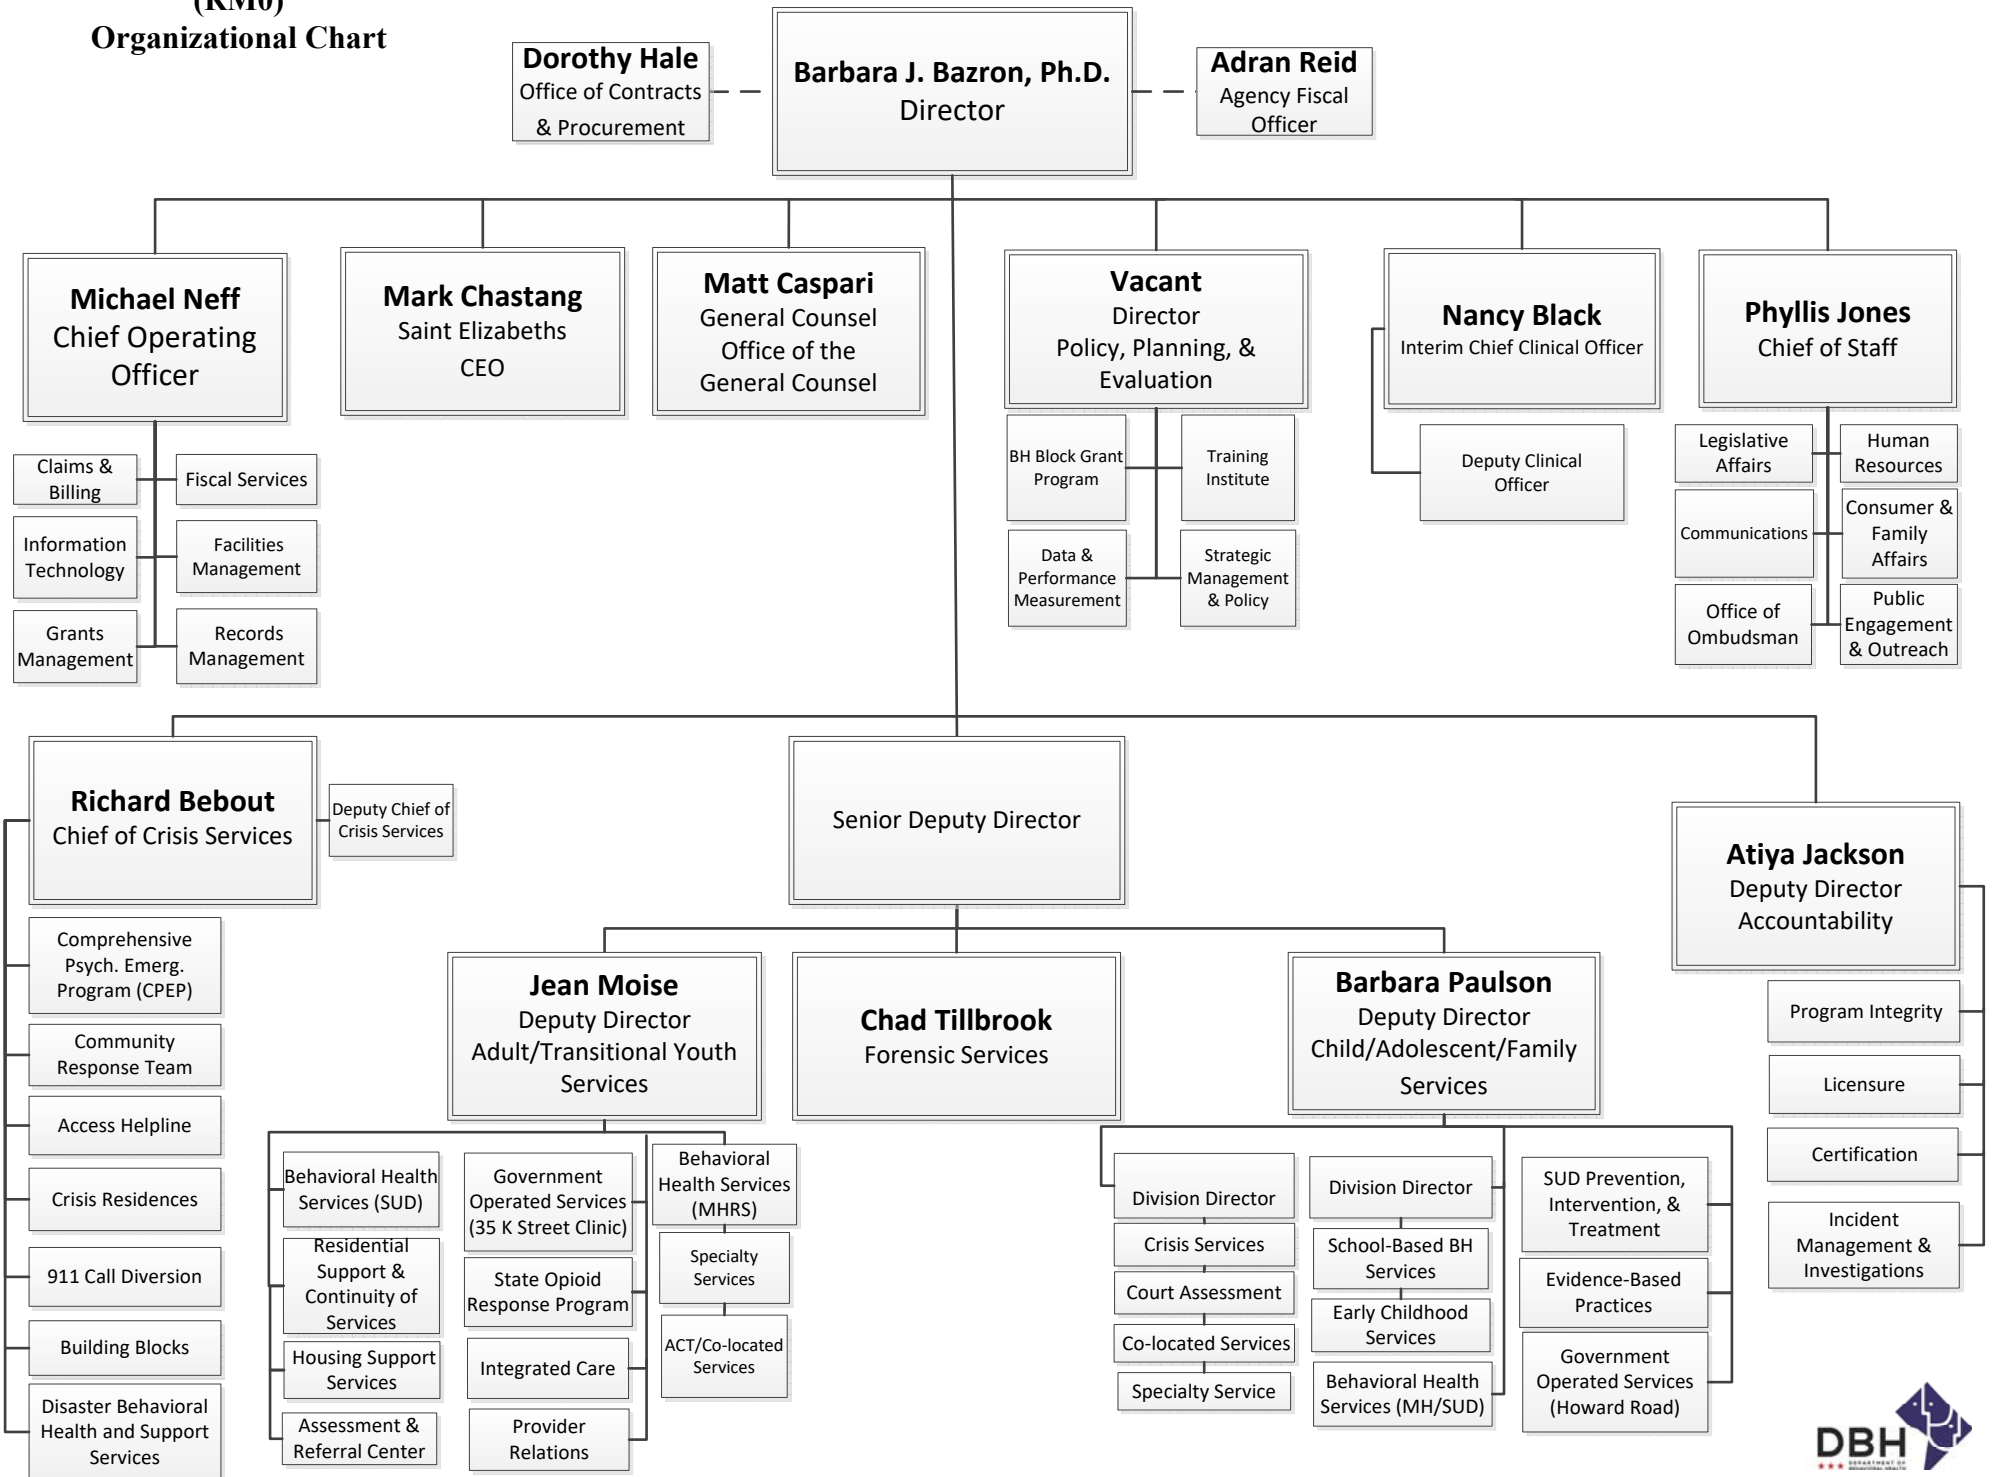 (RM0)
Organizational Chart
Dorothy Hale
Office of Contracts
& Procurement
Barbara J. Bazron, Ph.D.
Director
Adran Reid
Agency Fiscal
Officer
Michael Neff
Chief Operating
Officer
Mark Chastang
Saint Elizabeths
CEO
Matt Caspari
General Counsel
Office of the
General Counsel
Vacant
Director
Policy, Planning, &
Evaluation
Nancy Black
Interim Chief Clinical Officer
Phyllis Jones
Chief of Staff
Claims &
Billing
Fiscal Services
Information
Technology
Facilities
Management
Grants
Management
Records
Management
BH Block Grant
Program
Training
Institute
Data &
Performance
Measurement
Strategic
Management
& Policy
Deputy Clinical
Officer
Legislative
Affairs
Human
Resources
Communications
Consumer &
Family
Affairs
Office of
Ombudsman
Public
Engagement
& Outreach
Richard Bebout
Chief of Crisis Services
Deputy Chief of
Crisis Services
Senior Deputy Director
Atiya Jackson
Deputy Director
Accountability
Comprehensive
Psych. Emerg.
Program (CPEP)
Community
Response Team
Access Helpline
Crisis Residences
911 Call Diversion
Building Blocks
Disaster Behavioral
Health and Support
Services
Jean Moise
Deputy Director
Adult/Transitional Youth
Services
Chad Tillbrook
Forensic Services
Barbara Paulson
Deputy Director
Child/Adolescent/Family
Services
Behavioral Health
Services (SUD)
Residential
Support &
Continuity of
Services
Housing Support
Services
Assessment &
Referral Center
Government
Operated Services
(35 K Street Clinic)
State Opioid
Response Program
Integrated Care
Provider
Relations
Behavioral
Health Services
(MHRS)
Specialty
Services
ACT/Co-located
Services
Division Director
Crisis Services
Court Assessment
Co-located Services
Specialty Service
Division Director
School-Based BH
Services
Early Childhood
Services
Behavioral Health
Services (MH/SUD)
SUD Prevention,
Intervention, &
Treatment
Evidence-Based
Practices
Government
Operated Services
(Howard Road)
Program Integrity
Licensure
Certification
Incident
Management &
Investigations
DBH
DEPARTMENT OF
BEHAVIORAL HEALTH